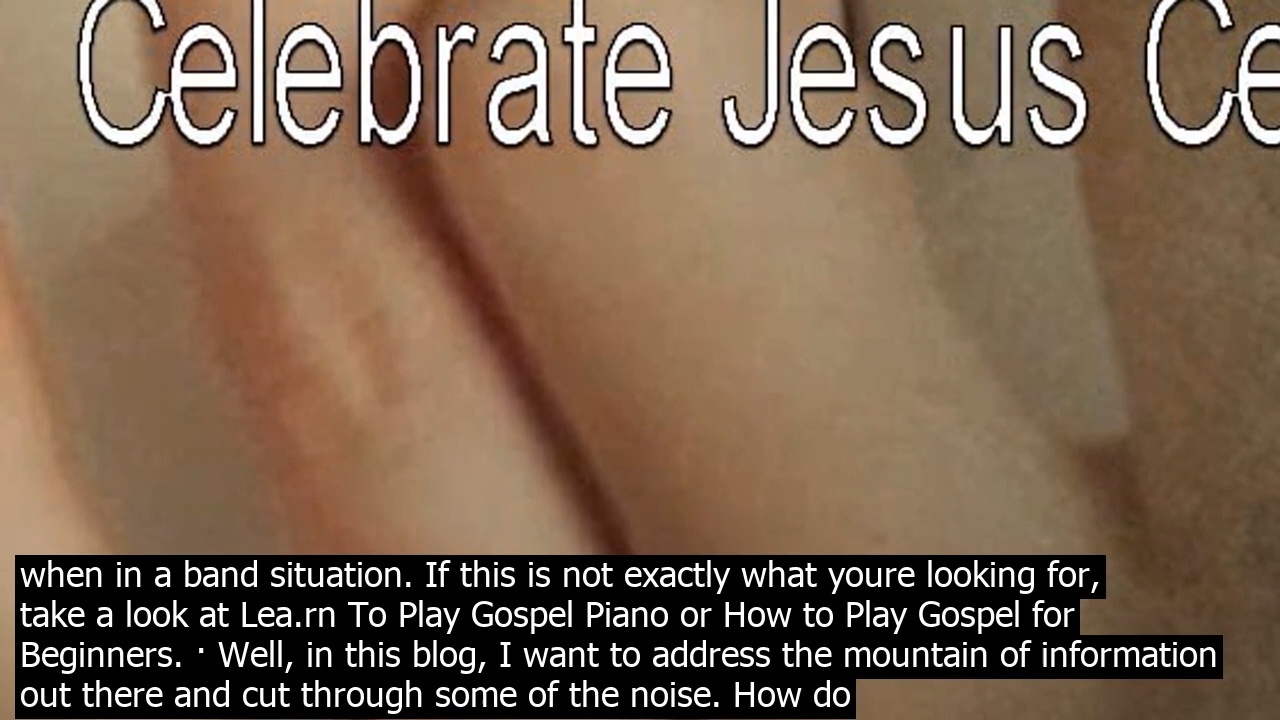 Celebrate Jesus Ce
when in a band situation. If this is not exactly what youre looking for,
take a look at Lea.rn To Play Gospel Piano or How to Play Gospel for
Beginners. · Well, in this blog, I want to address the mountain of information
out there and cut through some of the noise. How do